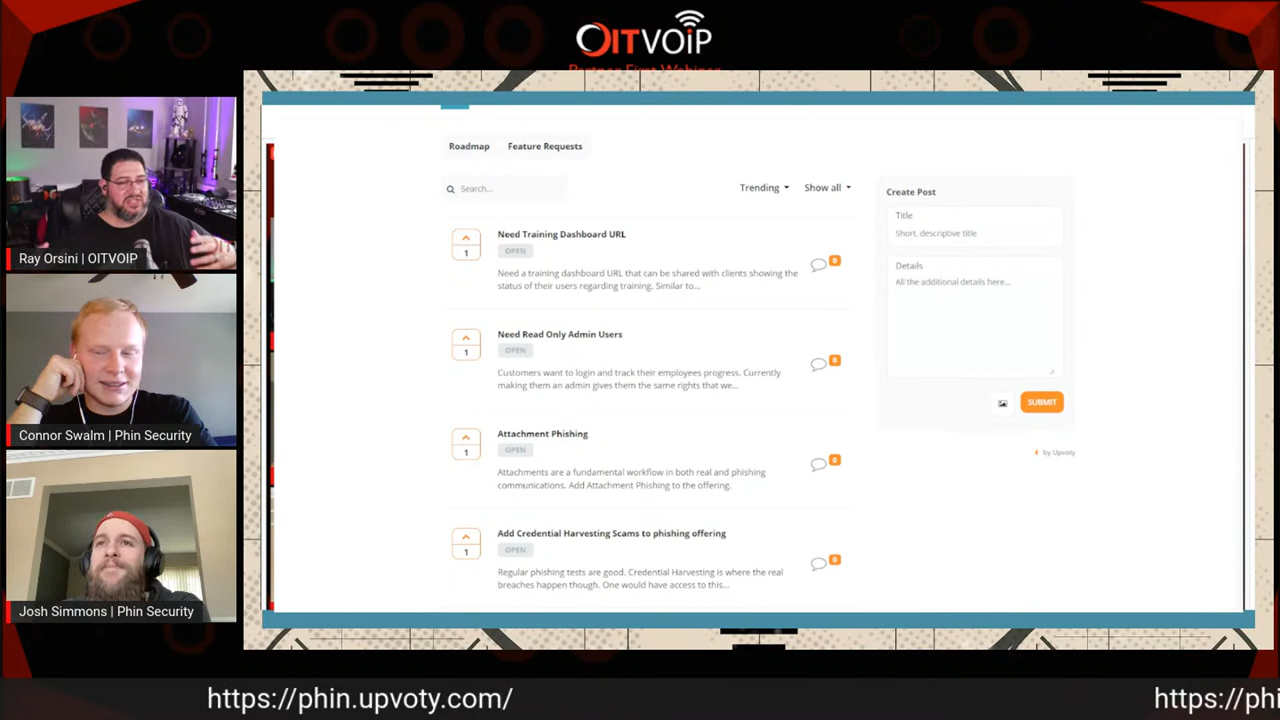 OITVOIP
Partner First Webinar
Ray Orsini | OITVOIP
Connor Swalm | Phin Security
Josh Simmons | Phin Security
Roadmap
Feature Requests
Search...
Trending
Show all
Need Training Dashboard URL
OPEN
1
Need a training dashboard URL that can be shared with clients showing the
status of their users regarding training. Similar to...
0
Need Read Only Admin Users
OPEN
1
Customers want to login and track their employees progress. Currently
making them an admin gives them the same rights that we...
0
Attachment Phishing
OPEN
1
Attachments are a fundamental workflow in both real and phishing
communications. Add Attachment Phishing to the offering.
0
Add Credential Harvesting Scams to phishing offering
OPEN
1
Regular phishing tests are good. Credential Harvesting is where the real
breaches happen though. One would have access to this...
0
Create Post
Title
Short, descriptive title
Details
All the additional details here...
SUBMIT
by Upvoty
https://phin.upvoty.com/
https://phi